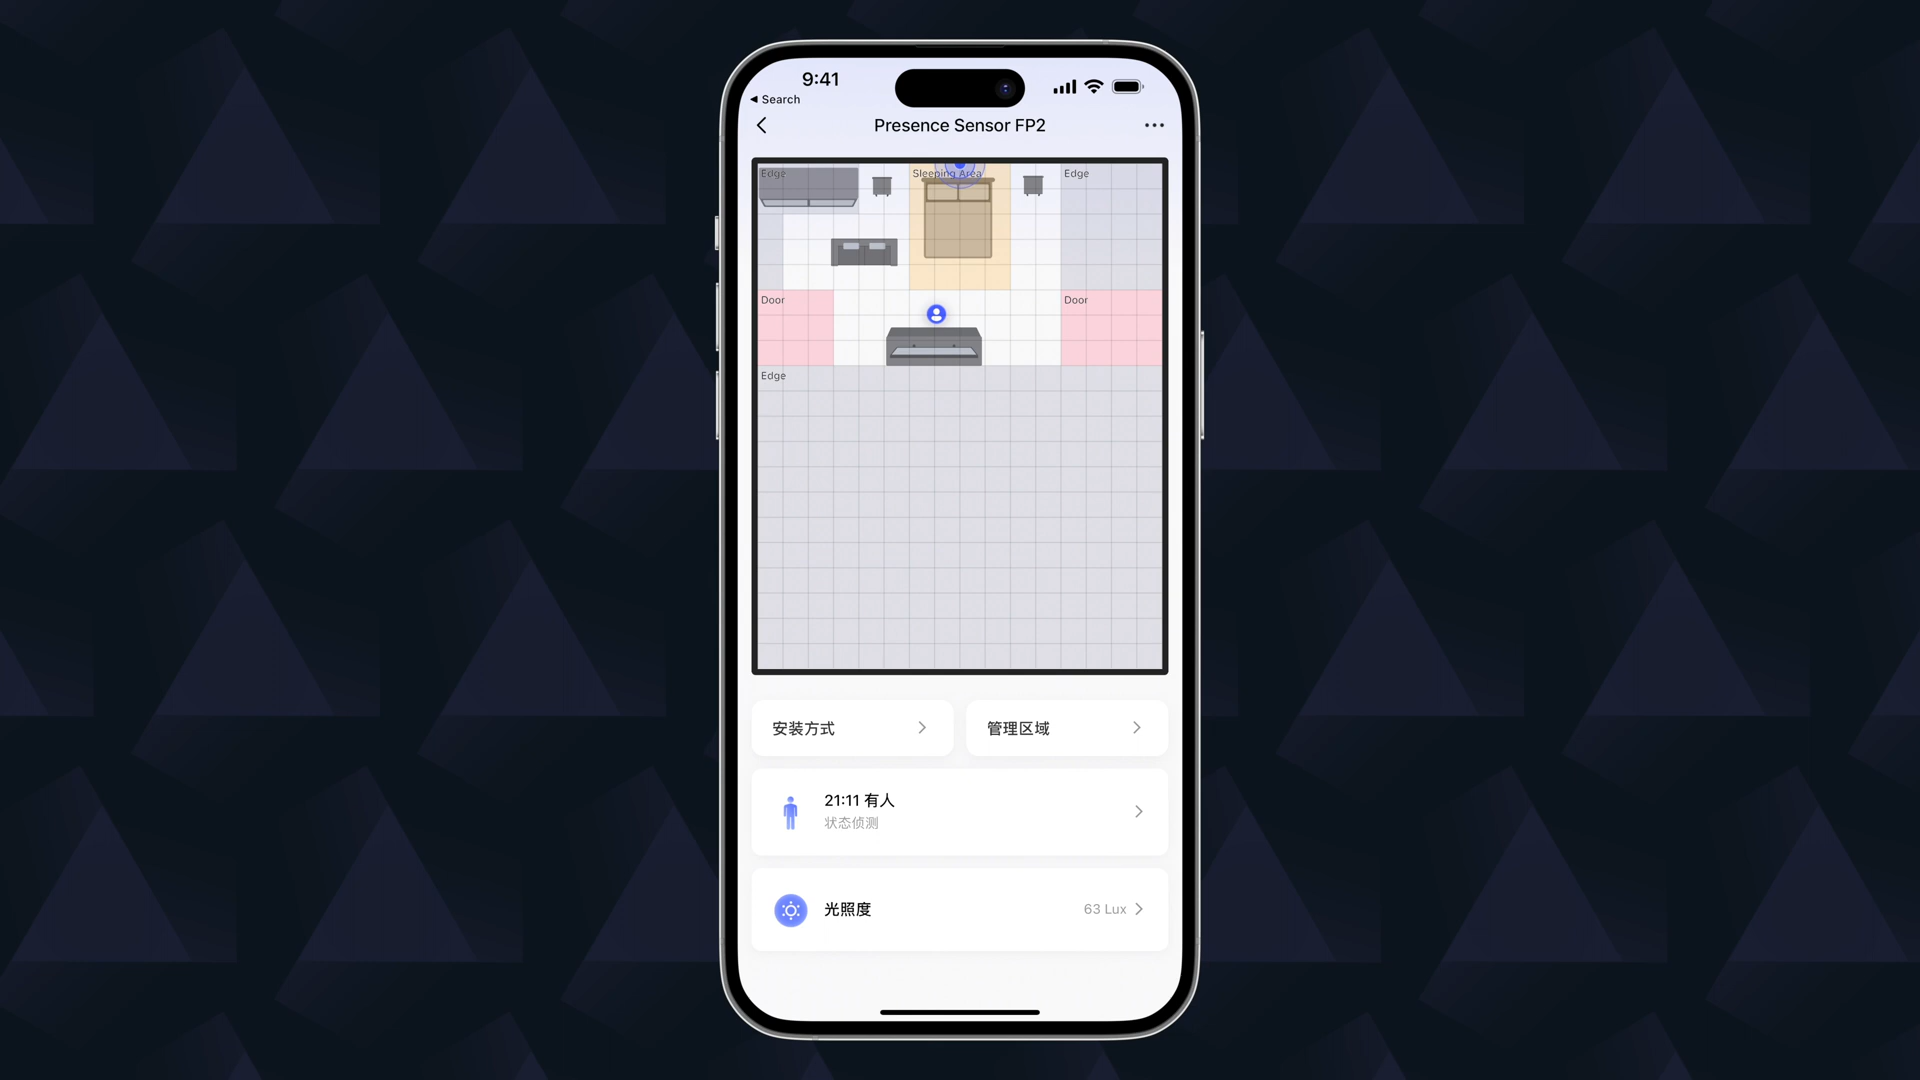 9:41
Search
Presence Sensor FP2
Edge
Sleeping Area
Edge
Door
Door
Edge
安装方式
管理区域
21:11 有人
状态侦测
光照度
63 Lux